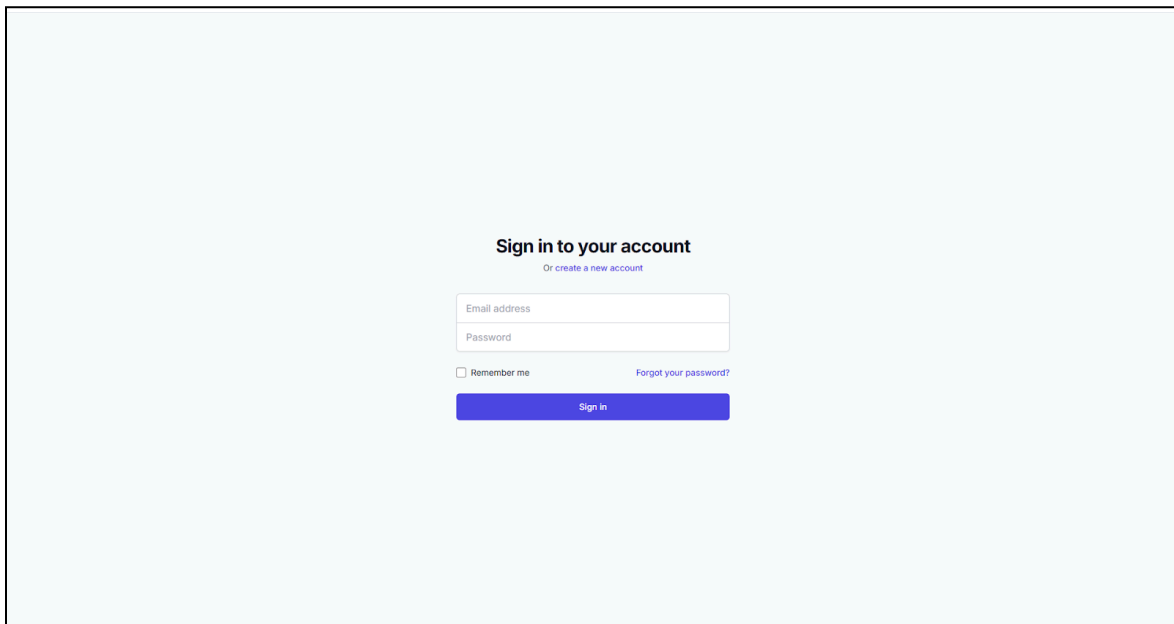 Sign in to your account
Or create a new account
Email address
Password
Remember me Forgot your password?
Sign in